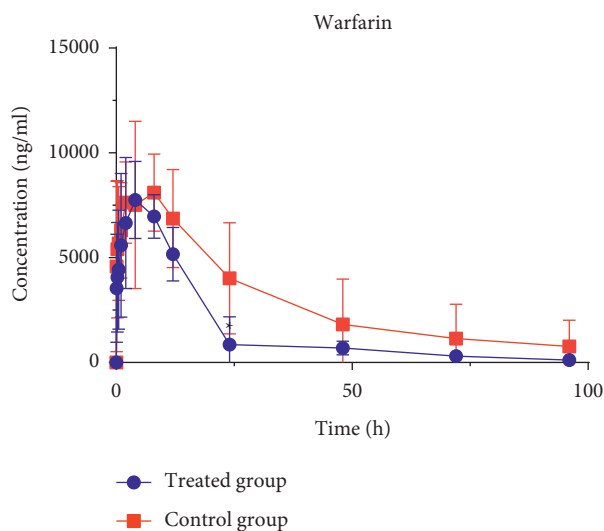 Warfarin
15000
10000
5000
0
Concentration (ng/ml)
*
0
50
100
Time (h)
Treated group
Control group